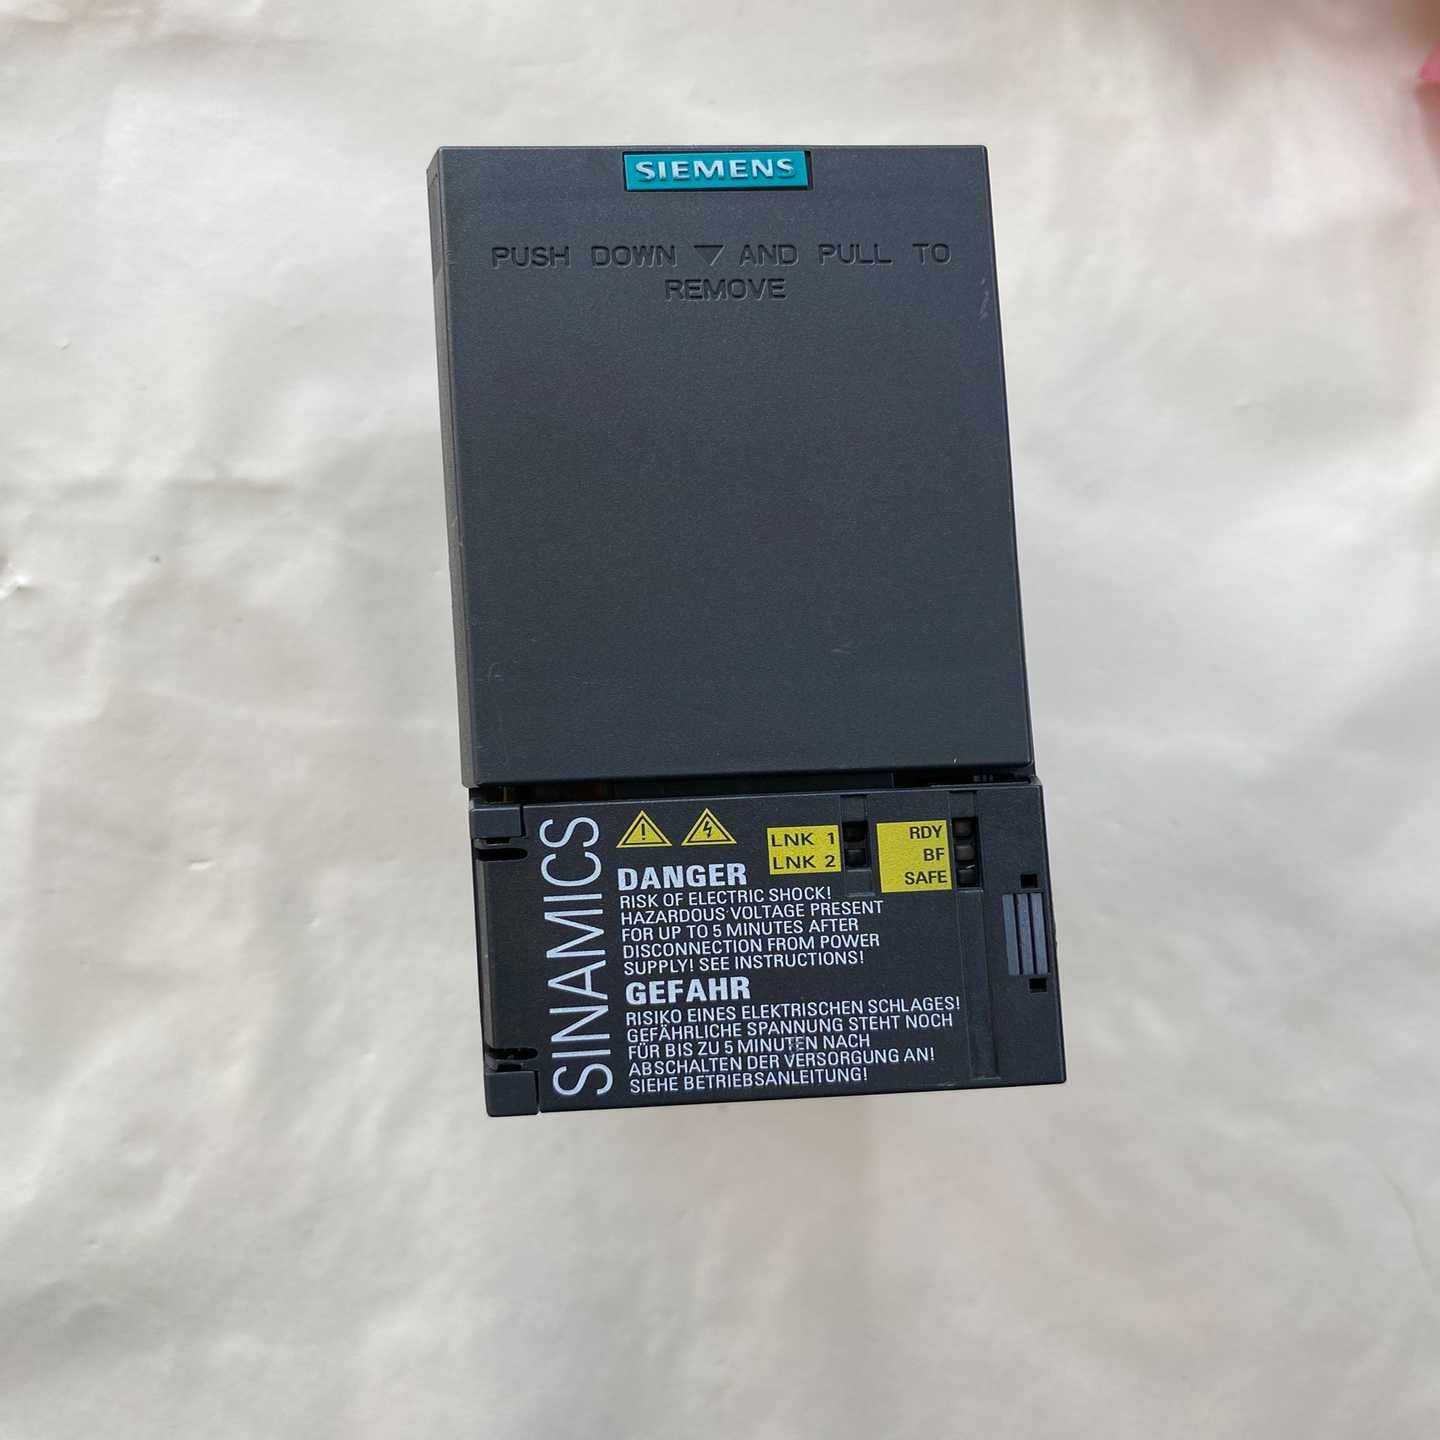 SIEMENS
PUSH DOWN ▽ AND PULL TO
REMOVE
SINAMICS
LNK 1
LNK 2
RDY
BF
SAFE
DANGER
RISK OF ELECTRIC SHOCK!
HAZARDOUS VOLTAGE PRESENT
FOR UP TO 5 MINUTES AFTER
DISCONNECTION FROM POWER
SUPPLY! SEE INSTRUCTIONS!
GEFAHR
RISIKO EINES ELEKTRISCHEN SCHLAGES!
GEFÄHRLICHE SPANNUNG STEHT NOCH
FÜR BIS ZU 5 MINUTEN NACH
ABSCHALTEN DER VERSORGUNG AN!
SIEHE BETRIEBSANLEITUNG!